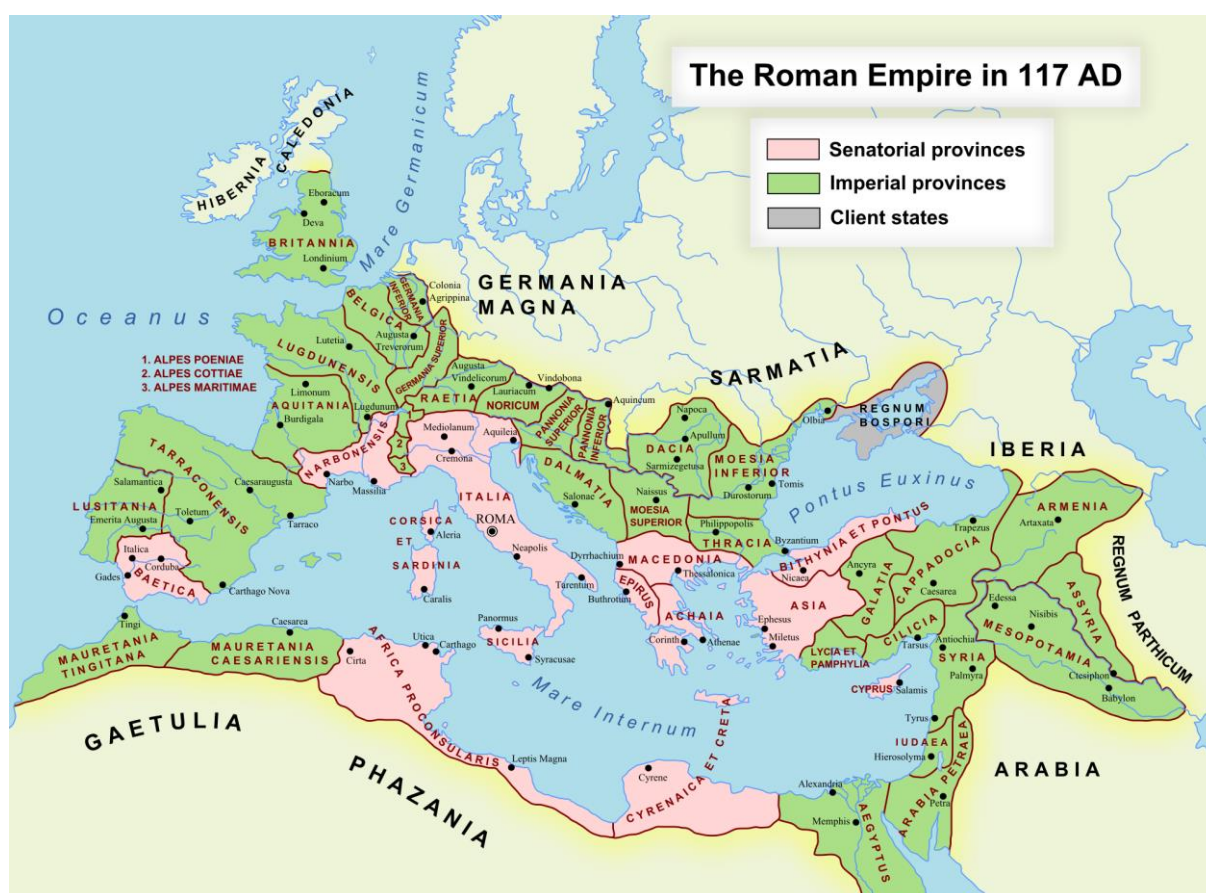 The Roman Empire in 117 AD
Senatorial provinces
Imperial provinces
Client states
HIBERNIA
CALEDONIA
Mare Germanicum
Oceanus
Eboracum
Deva
BRITANNIA
Londinium
GERMANIA
MAGNA
SARMATIA
GERMANIA
INFERIOR
Colonia
Agrippina
BELGICA
Augusta
Treverorum
Lutetia
LUGDUNENSIS
GERMANIA SUPERIOR
1. ALPES POENIAE
2. ALPES COTTIAE
3. ALPES MARITIMAE
Limonum
AQUITANIA
Burdigala
Lugdunum
Augusta
Vindelicorum
RAETIA
Lauriacum
NORICUM
Vindobona
PANNONIA
SUPERIOR
PANNONIA
INFERIOR
Aquincum
Napoca
Apullum
DACIA
Sarmizegetusa
MOESIA
INFERIOR
Durostorum
Tomis
Olbia
REGNUM
BOSPORI
IBERIA
Pontus Euxinus
1
2
3
NARBONENSIS
Narbo
Massilia
Mediolanum
Cremona
Aquileia
ITALIA
ROMA
Neapolis
Tarentum
DALMATIA
Salonae
Naissus
MOESIA
SUPERIOR
Philippopolis
THRACIA
Byzantium
TARRACONENSIS
Salamantica
LUSITANIA
Emerita Augusta
Toletum
Caesaraugusta
Tarraco
Italica
Corduba
Gades
BAETICA
Carthago Nova
CORSICA
ET
SARDINIA
Aleria
Caralis
Dyrrhachium
MACEDONIA
Thessalonica
EPIRUS
Buthrotum
ACHAIA
Corinth
Athenae
BITHYNIA ET PONTUS
Nicaea
ASIA
Ephesus
Miletus
Ancyra
GALATIA
CAPPADOCIA
Caesarea
Trapezus
ARMENIA
Artaxata
REGNUM PARTHICUM
ASSYRIA
Edessa
Nisibis
MESOPOTAMIA
Ctesiphon
Babylon
LYCIA ET
PAMPHYLIA
CILICIA
Tarsus
Antiochia
SYRIA
Palmyra
CYPRUS
Salamis
Tyrus
IUDAEA
Hierosolyma
ARABIA PETRAEA
Petra
ARABIA
Tingi
MAURETANIA
TINGITANA
Caesarea
MAURETANIA
CAESARIENSIS
Cirta
Utica
Carthago
AFRICA PROCONSULARIS
Panormus
SICILIA
Syracusae
Mare Internum
GAETULIA
PHAZANIA
Leptis Magna
Cyrene
CYRENAICA ET CRETA
Alexandria
Memphis
AEGYPTUS